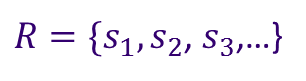 R = {s₁, s₂, s₃,...}